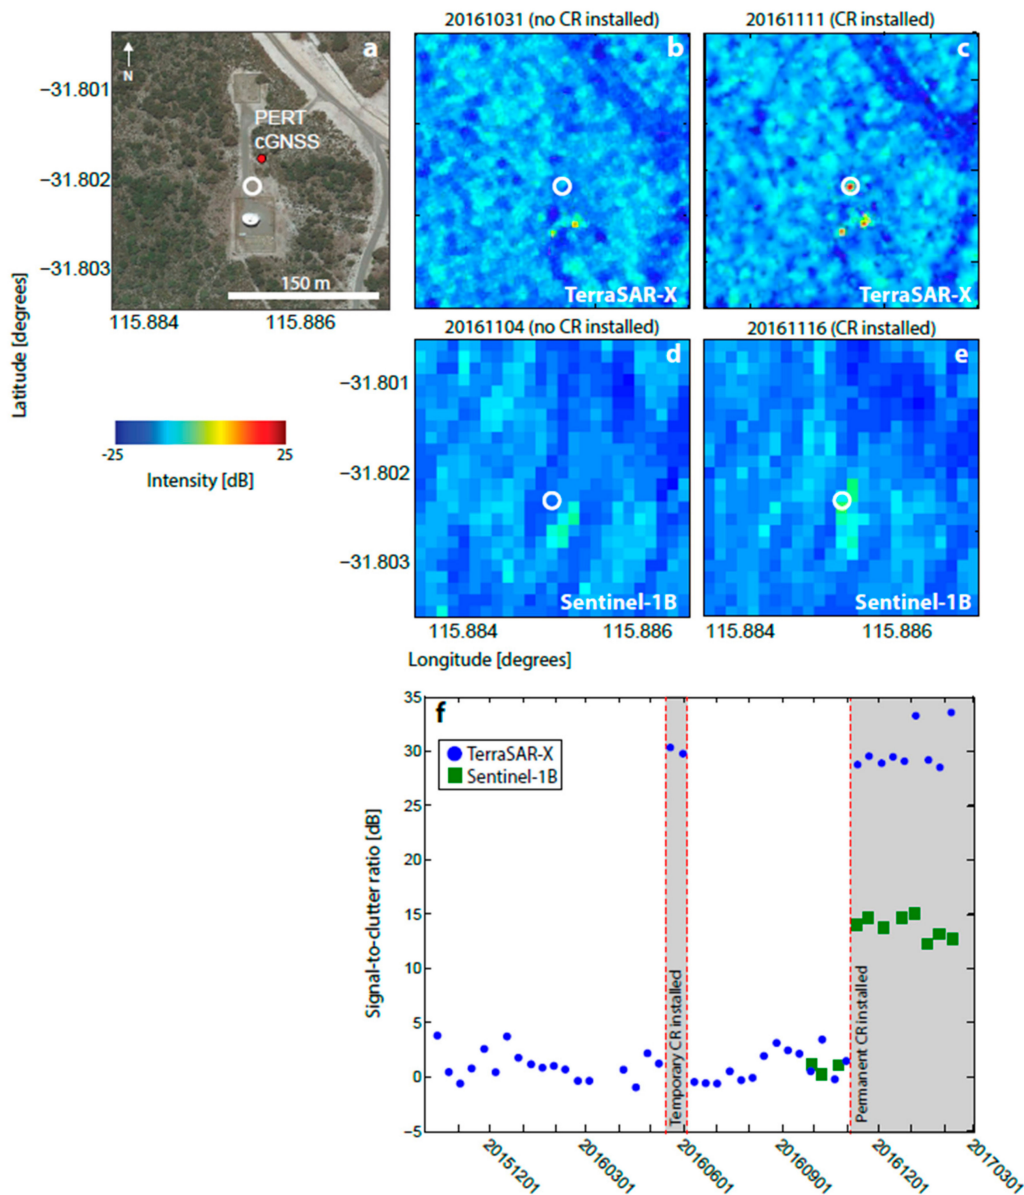 20161031 (no CR installed)
20161111 (CR installed)
a
N
PERT
cGNSS
150 m
−31.801
−31.802
−31.803
115.884
115.886
b
TerraSAR-X
c
TerraSAR-X
Latitude [degrees]
-25
25
Intensity [dB]
20161104 (no CR installed)
20161116 (CR installed)
−31.801
−31.802
−31.803
d
Sentinel-1B
e
Sentinel-1B
115.884
115.886
115.884
115.886
Longitude [degrees]
f
TerraSAR-X
Sentinel-1B
Signal-to-clutter ratio [dB]
35
30
25
20
15
10
5
0
−5
Temporary CR installed
Permanent CR installed
20151201
20160301
20160601
20160901
20161201
20170301